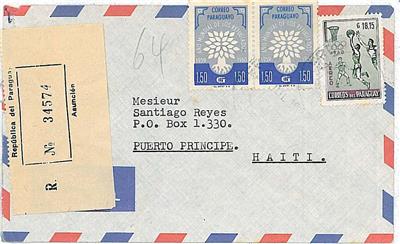 64
CORREO
PARAGUAYO
1.50 1.50
CORREO
PARAGUAYO
1.50 1.50
G 18.15
CORREOS DEL PARAGUAY
República del Paraguay
R. No 34574
Asunción
Mesieur
Santiago Reyes
P.O. Box 1.330.
PUERTO PRINCIPE.
HAITI.